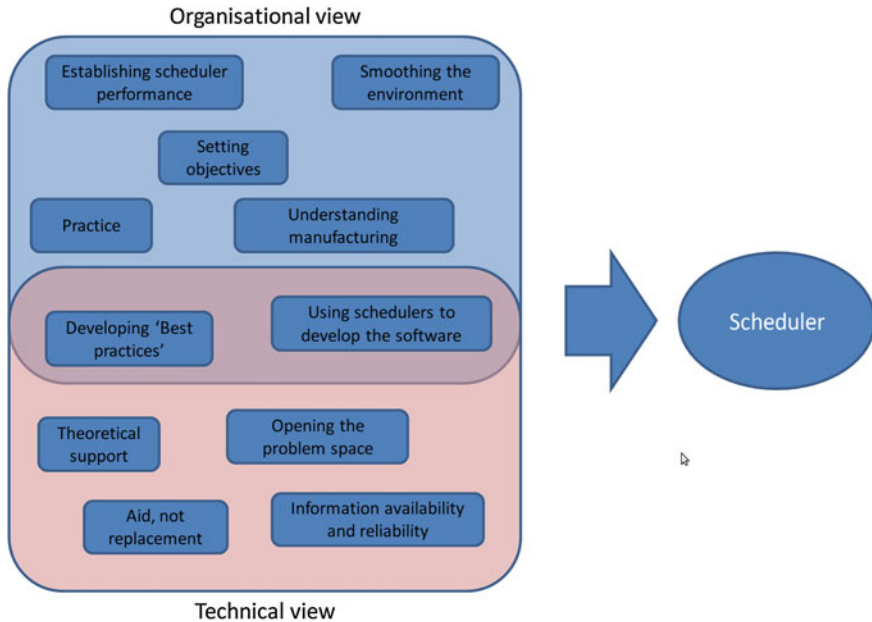 Organisational view
Establishing scheduler
performance
Smoothing the
environment
Setting
objectives
Practice
Understanding
manufacturing
Developing ‘Best
practices’
Using schedulers to
develop the software
Scheduler
Theoretical
support
Opening the
problem space
Aid, not
replacement
Information availability
and reliability
Technical view